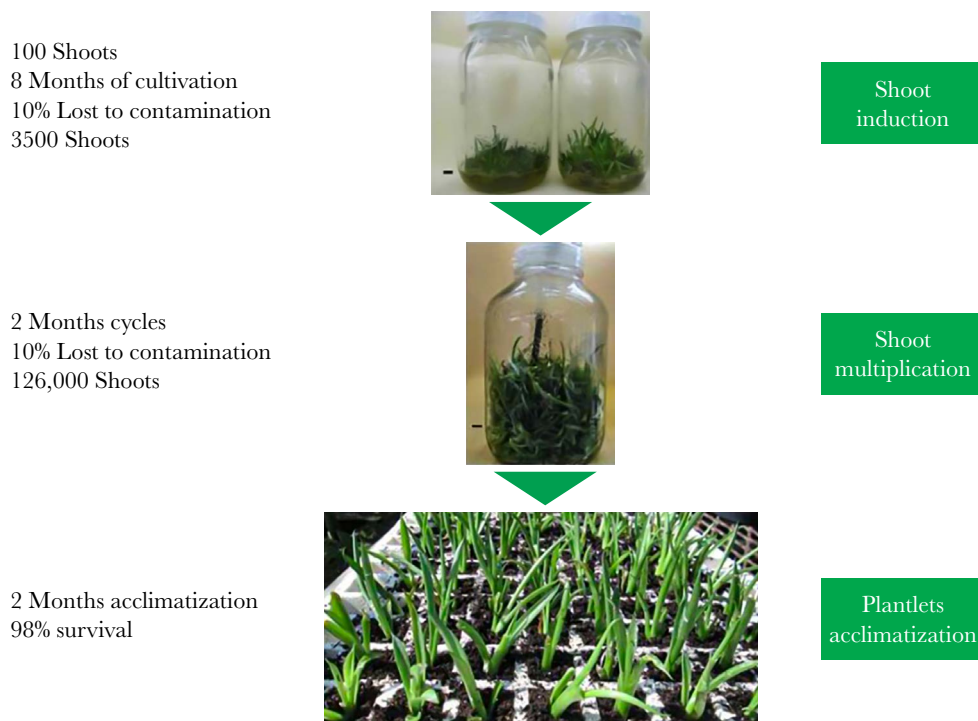 100 Shoots
8 Months of cultivation
10% Lost to contamination
3500 Shoots
Shoot
induction
2 Months cycles
10% Lost to contamination
126,000 Shoots
Shoot
multiplication
2 Months acclimatization
98% survival
Plantlets
acclimatization